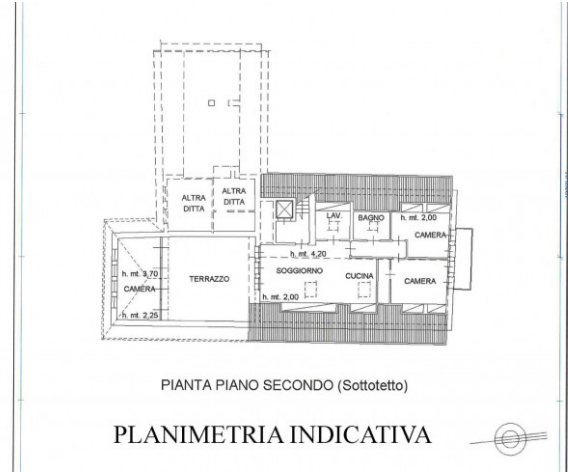 ALTRA
DITTA
ALTRA
DITTA
LAV.
BAGNO
h. mt. 2,00
CAMERA
h. mt. 4,20
h. mt. 3,70
CAMERA
TERRAZZO
SOGGIORNO
CUCINA
CAMERA
h. mt. 2,00
h. mt. 2,25
PIANTA PIANO SECONDO (Sottotetto)
PLANIMETRIA INDICATIVA